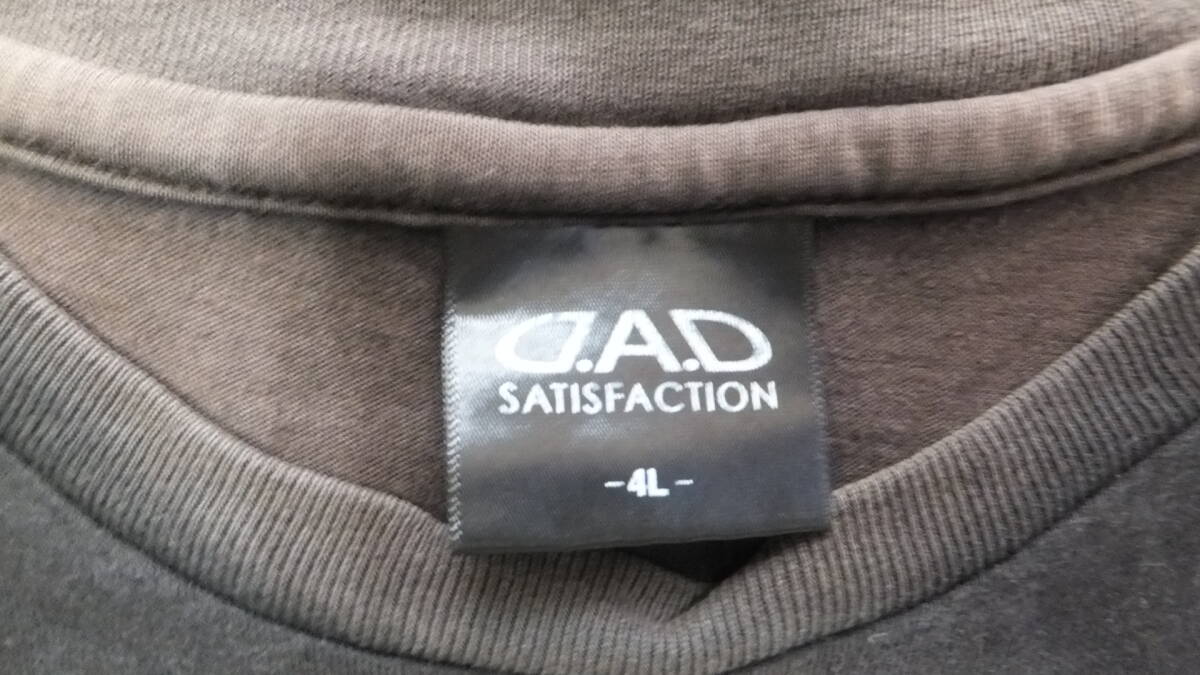 D.A.D
SATISFACTION
-4L-